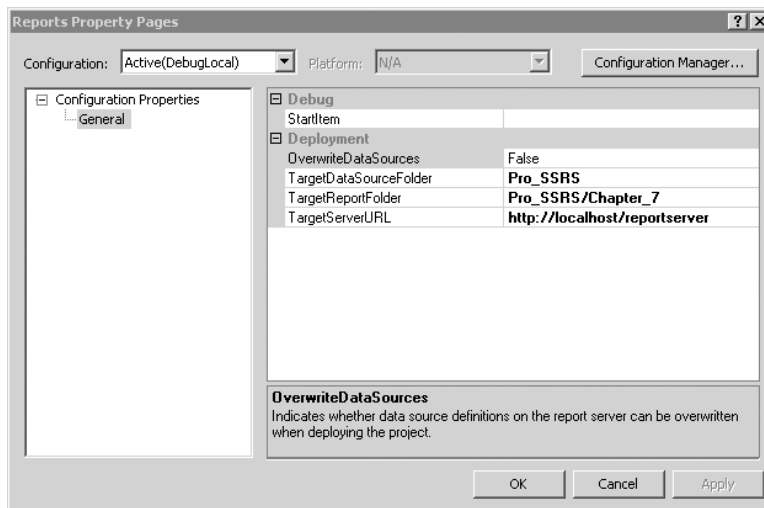 Reports Property Pages
Configuration: Active(DebugLocal) Platform: N/A Configuration Manager...
Configuration Properties
General
Debug
StartItem
Deployment
OverwriteDataSources False
TargetDataSourceFolder Pro_SSRS
TargetReportFolder Pro_SSRS/Chapter_7
TargetServerURL http://localhost/reportserver
OverwriteDataSources
Indicates whether data source definitions on the report server can be overwritten
when deploying the project.
OK Cancel Apply